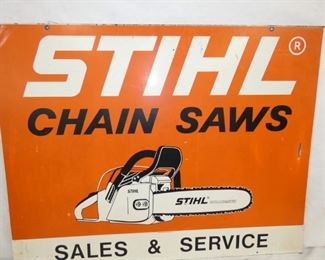 STIHL®
CHAIN SAWS
STIHL
STIHL
SALES & SERVICE